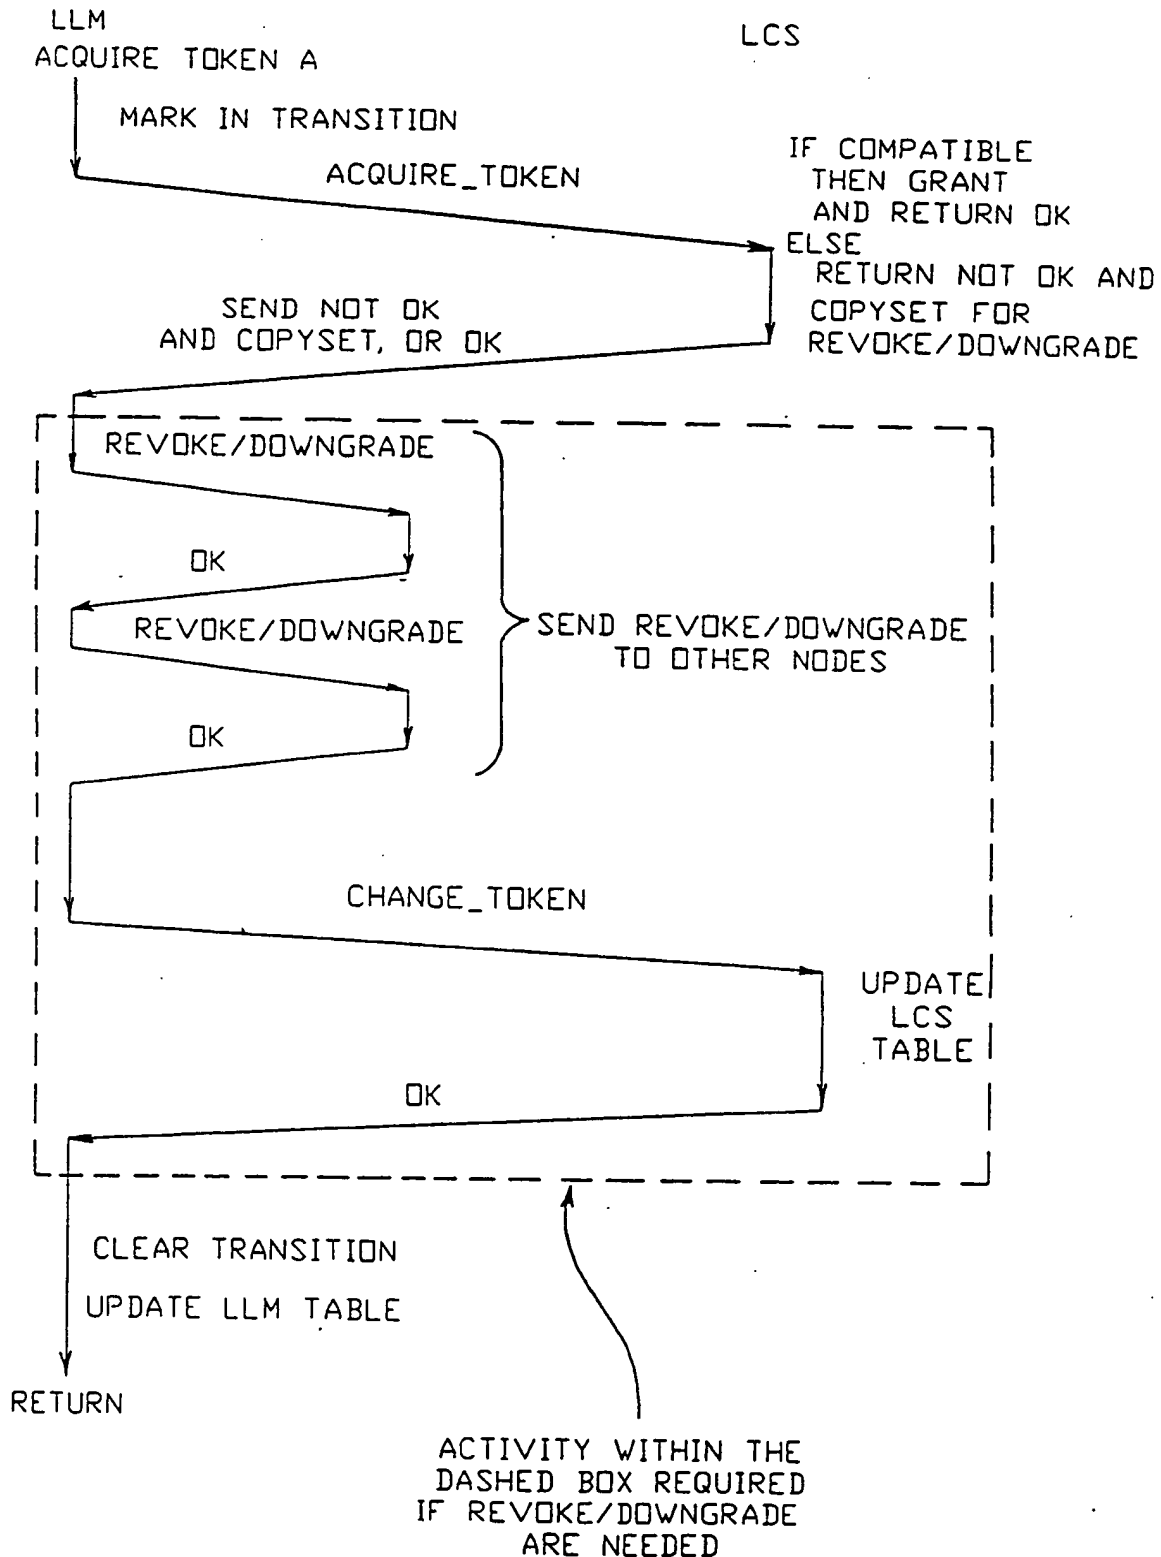 LLM
LCS
ACQUIRE TOKEN A
MARK IN TRANSITION
ACQUIRE_TOKEN
IF COMPATIBLE
THEN GRANT
AND RETURN OK
ELSE
RETURN NOT OK AND
COPYSET FOR
REVOKE/DOWNGRADE
SEND NOT OK
AND COPYSET, OR OK
REVOKE/DOWNGRADE
OK
REVOKE/DOWNGRADE
SEND REVOKE/DOWNGRADE
TO OTHER NODES
OK
CHANGE_TOKEN
UPDATE
LCS
TABLE
OK
CLEAR TRANSITION
UPDATE LLM TABLE
RETURN
ACTIVITY WITHIN THE
DASHED BOX REQUIRED
IF REVOKE/DOWNGRADE
ARE NEEDED